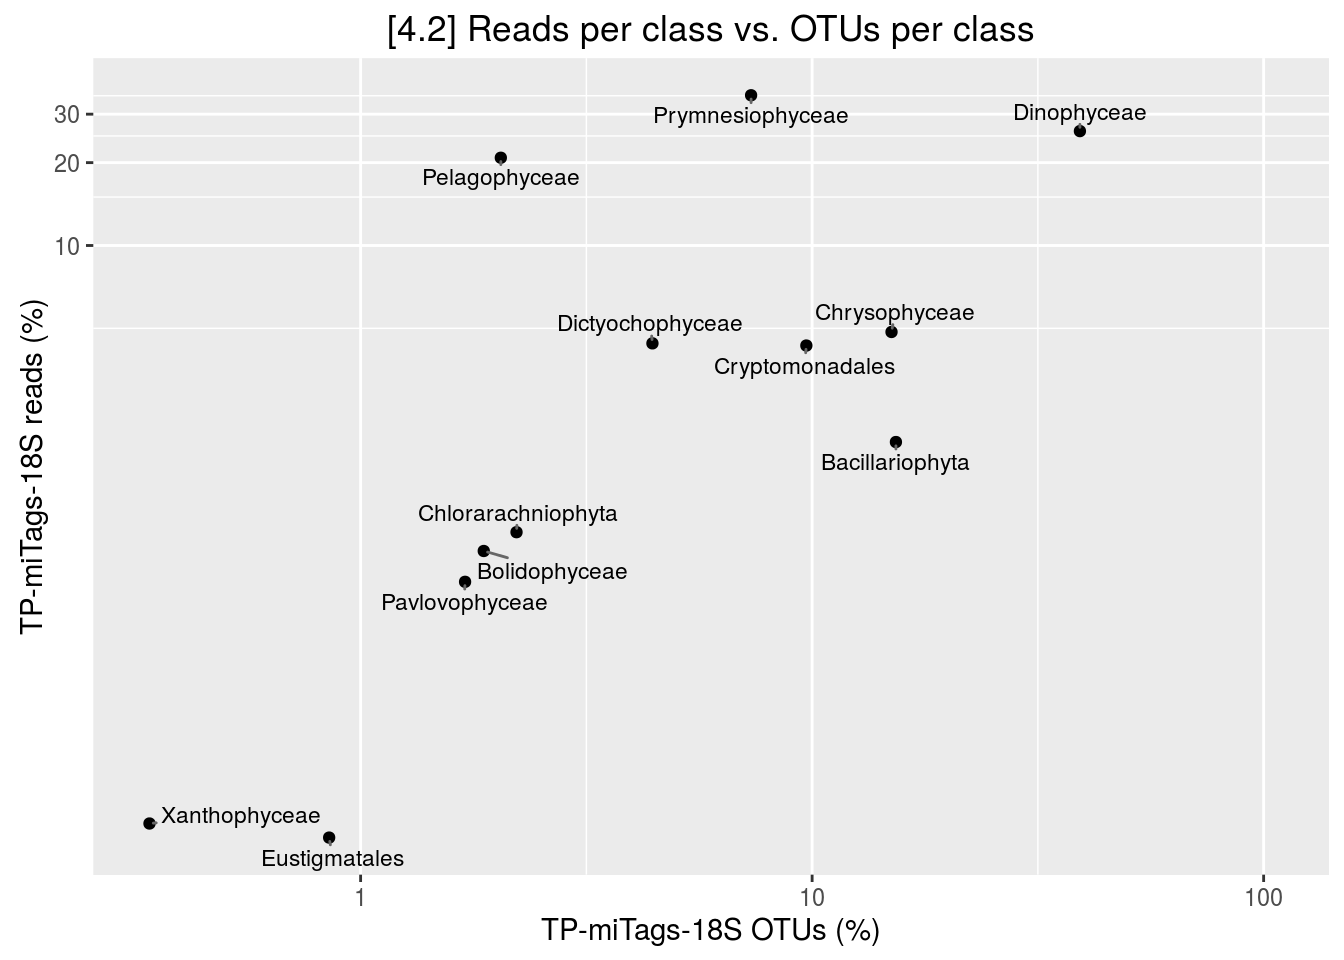 [4.2] Reads per class vs. OTUs per class
TP-miTags-18S reads (%)
30
20
10
Prymnesiophyceae
Dinophyceae
Pelagophyceae
Dictyochophyceae
Chrysophyceae
Cryptomonadales
Bacillariophyta
Chlorarachniophyta
Bolidophyceae
Pavlovophyceae
Xanthophyceae
Eustigmatales
1
10
100
TP-miTags-18S OTUs (%)